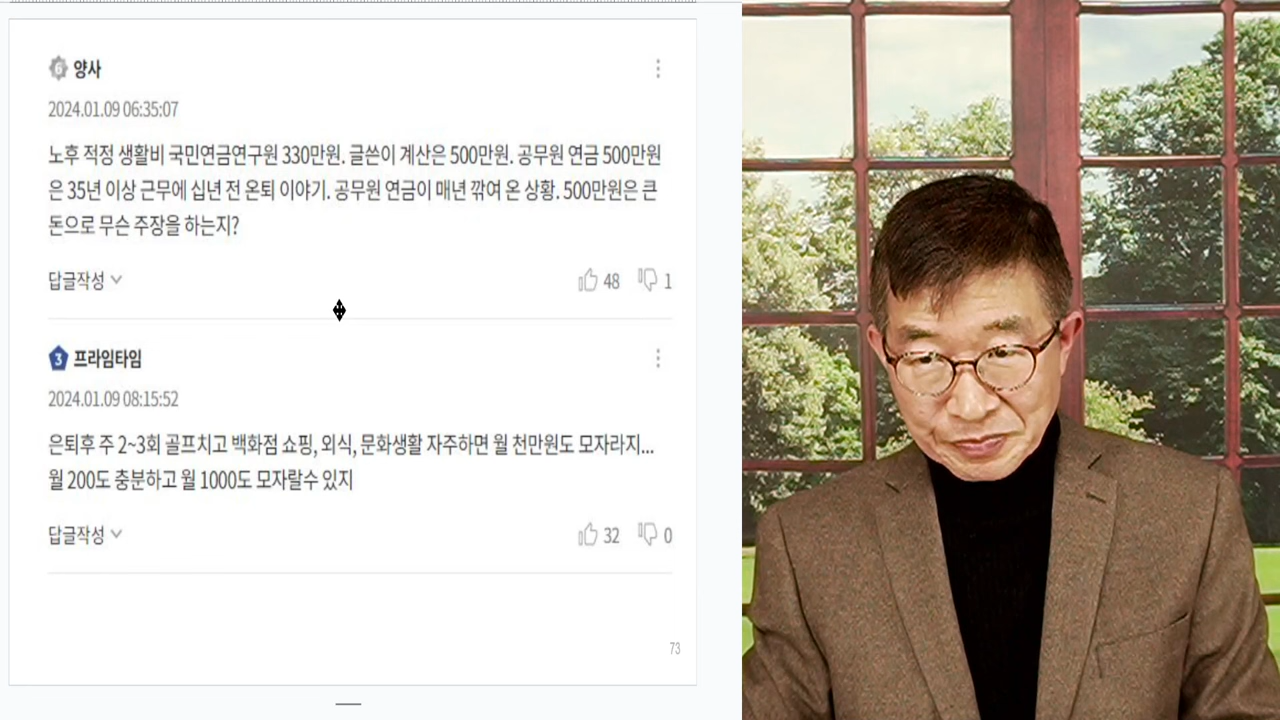 6 양사
2024.01.09 06:35:07
노후 적정 생활비 국민연금연구원 330만원. 글쓴이 계산은 500만원. 공무원 연금 500만원
은 35년 이상 근무에 십년 전 은퇴 이야기. 공무원 연금이 매년 깎여 온 상황. 500만원은 큰
돈으로 무슨 주장을 하는지?
답글작성 48 1
3 프라임타임
2024.01.09 08:15:52
은퇴후 주 2~3회 골프치고 백화점 쇼핑, 외식, 문화생활 자주하면 월 천만원도 모자라지...
월 200도 충분하고 월 1000도 모자랄수 있지
답글작성 32 0
73